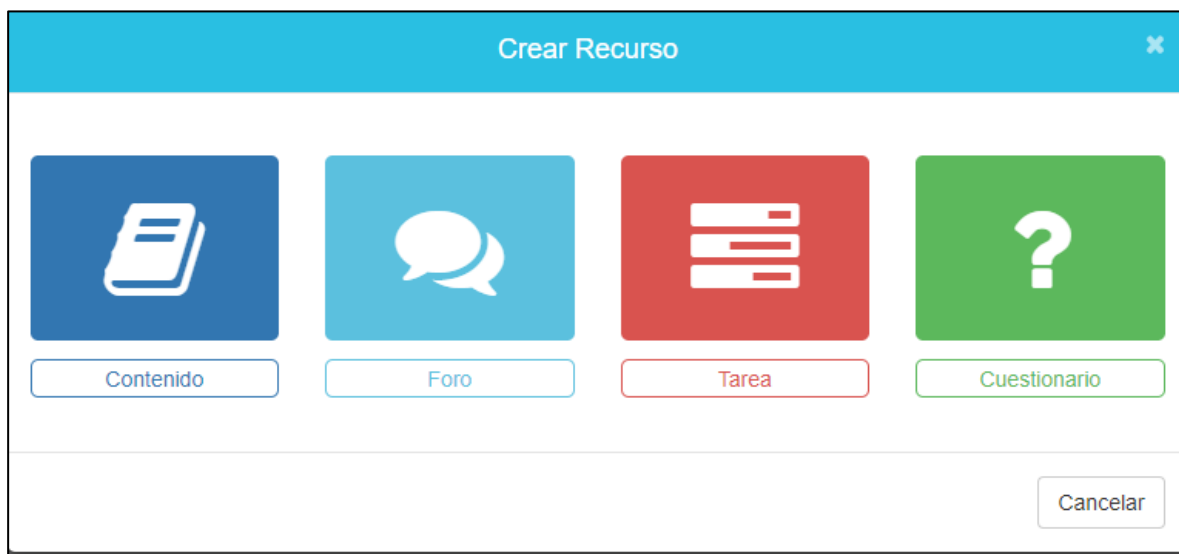 Crear Recurso
Contenido
Foro
Tarea
Cuestionario
Cancelar